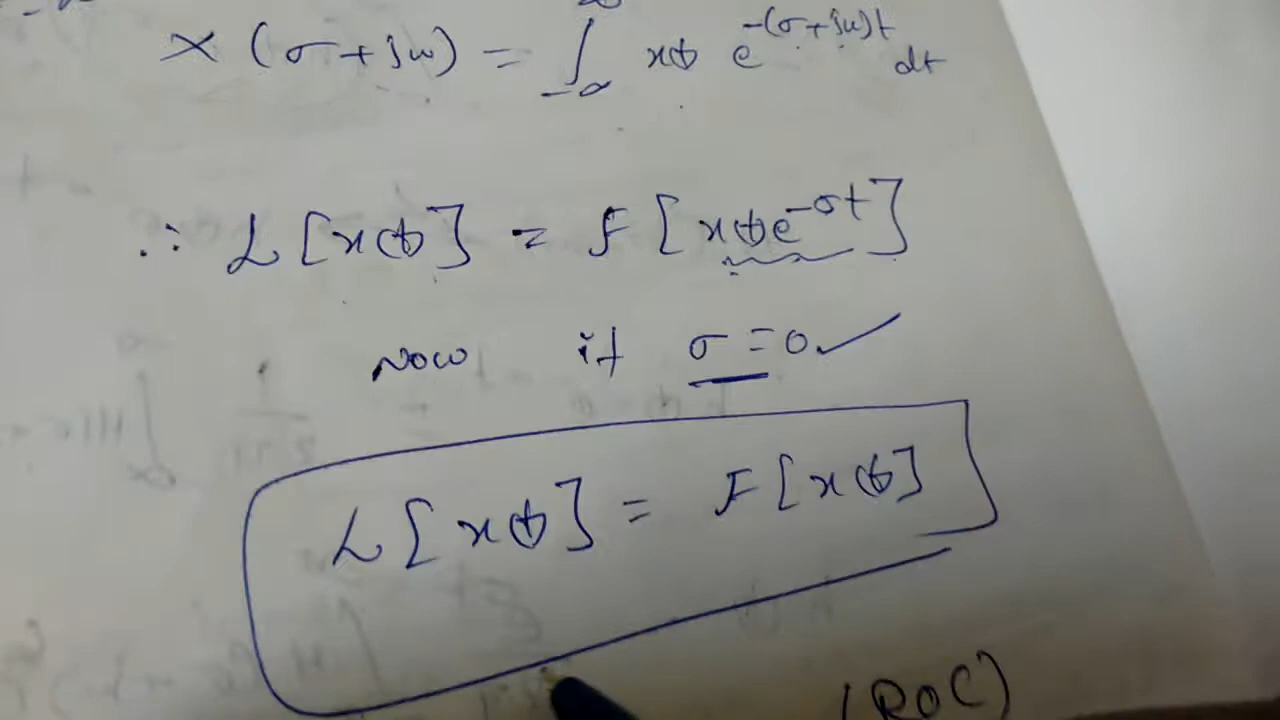 X (σ+jω) = ∫_{-∞}^{∞} x(t) e^{-(σ+jω)t} dt
∴ L[x(t)] = F[x(t)e^{-σt}]
Now if σ=0 ✓
L[x(t)] = F[x(t)]
(ROC)